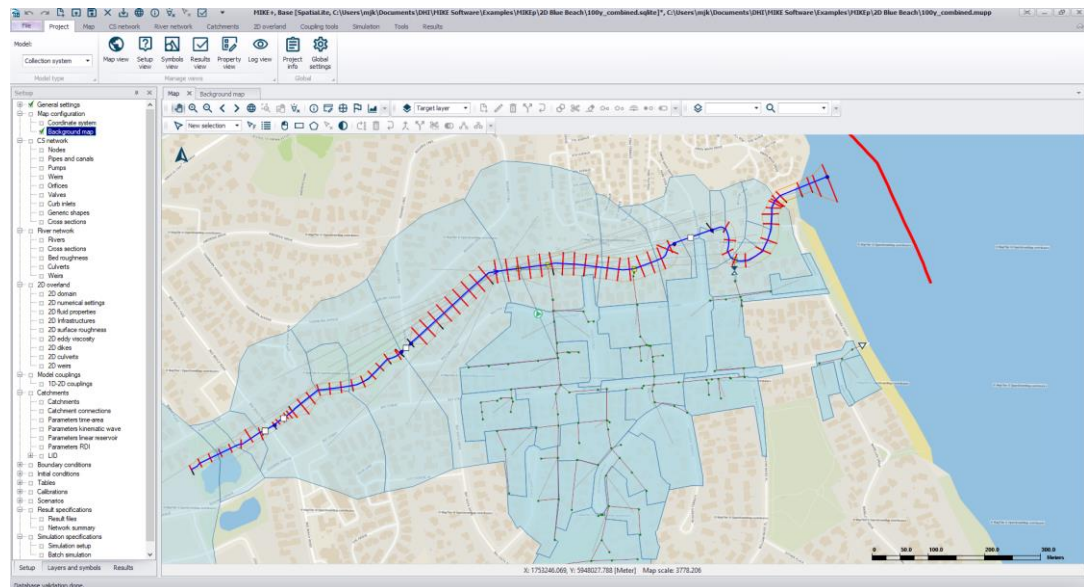 MIKE+, Base [SpatiaLite, C:\Users\mjk\Documents\DHI\MIKE Software\Examples\MIKEp\2D Blue Beach\100y_combined.sqlite]*, C:\Users\mjk\Documents\DHI\MIKE Software\Examples\MIKEp\2D Blue Beach\100y_combined.mupp
File Project Map CS network River network Catchments 2D overland Coupling tools Simulation Tools Results
Model:
Collection system
Map view Setup view Symbols view Results view Property view Log view Project info Global settings
Model type Manage views Global
Setup
Map Background map
Target layer
New selection
General settings
Map configuration
Coordinate system
Background map
CS network
Nodes
Pipes and canals
Pumps
Weirs
Orifices
Valves
Curb inlets
Generic shapes
Cross sections
River network
Rivers
Cross sections
Bed roughness
Culverts
Weirs
2D overland
2D domain
2D numerical settings
2D fluid properties
2D Infrastructures
2D surface roughness
2D eddy viscosity
2D dikes
2D culverts
2D weirs
Model couplings
1D-2D couplings
Catchments
Catchments
Catchment connections
Parameters time-area
Parameters kinematic wave
Parameters linear reservoir
Parameters RDI
LID
Boundary conditions
Initial conditions
Tables
Calibrations
Scenarios
Result specifications
Result files
Network summary
Simulation specifications
Simulation setup
Batch simulation
Setup Layers and symbols Results
0 50.0 100.0 200.0 300.0
Meters
X: 1753246.069, Y: 5948027.788 [Meter] Map scale: 3778.206
Database validation done